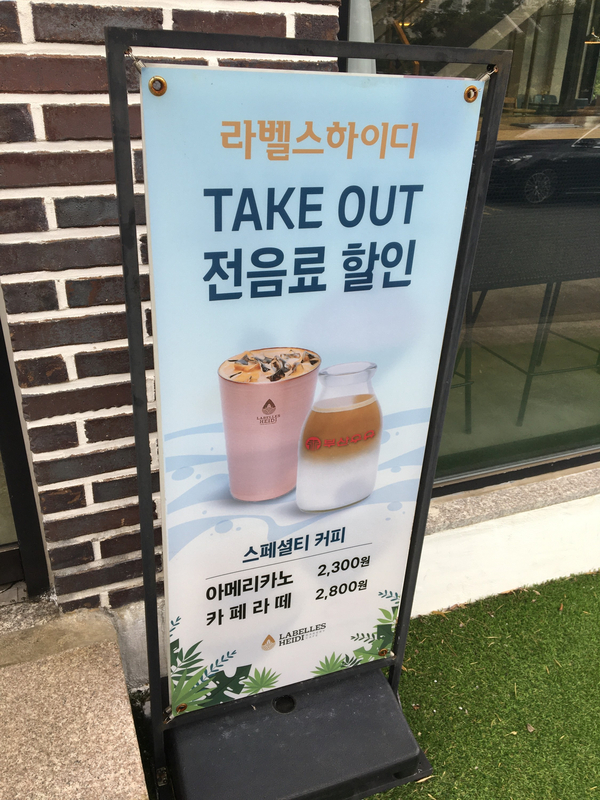 라벨스하이디
TAKE OUT
전음료 할인
LABELLES
HEIDI
스페셜티 커피
아메리카노 2,300원
카페라떼 2,800원
LABELLES
HEIDI